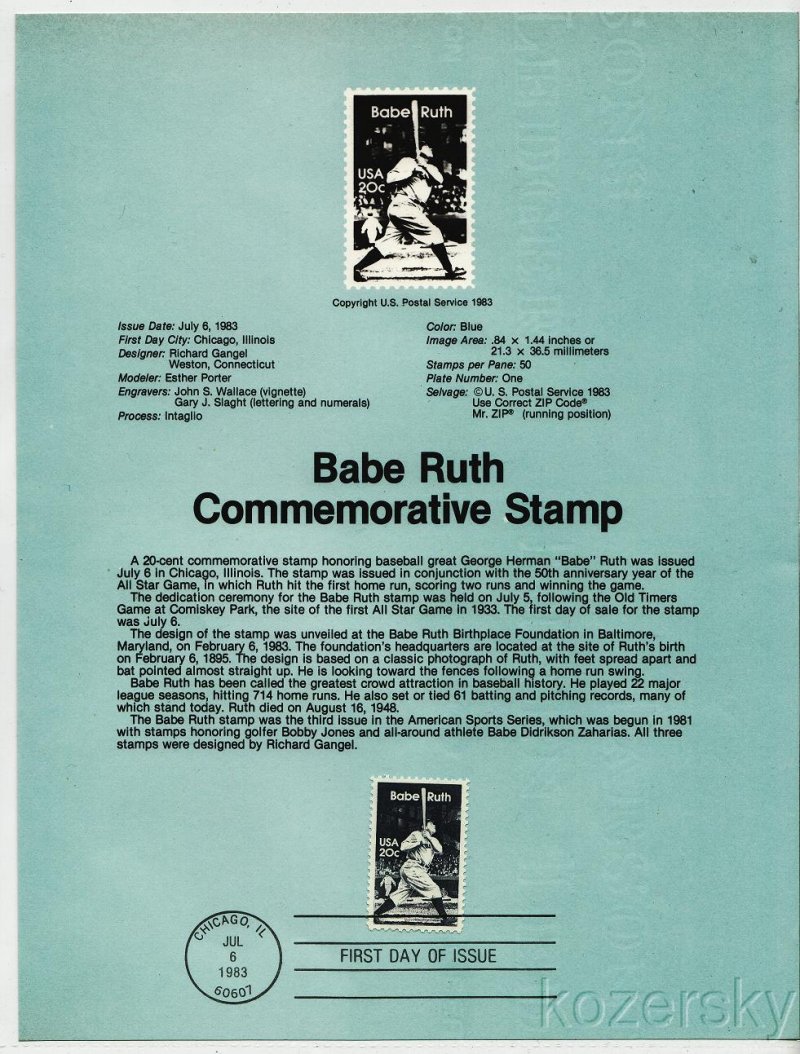 Babe Ruth
USA
20c
Copyright U.S. Postal Service 1983
Issue Date: July 6, 1983
First Day City: Chicago, Illinois
Designer: Richard Gangel
Weston, Connecticut
Modeler: Esther Porter
Engravers: John S. Wallace (vignette)
Gary J. Slaght (lettering and numerals)
Process: Intaglio
Color: Blue
Image Area: .84 × 1.44 inches or
21.3 × 36.5 millimeters
Stamps per Pane: 50
Plate Number: One
Selvage: ©U. S. Postal Service 1983
Use Correct ZIP Code®
Mr. ZIP® (running position)
Babe Ruth
Commemorative Stamp
A 20-cent commemorative stamp honoring baseball great George Herman "Babe" Ruth was issued
July 6 in Chicago, Illinois. The stamp was issued in conjunction with the 50th anniversary year of the
All Star Game, in which Ruth hit the first home run, scoring two runs and winning the game.
The dedication ceremony for the Babe Ruth stamp was held on July 5, following the Old Timers
Game at Comiskey Park, the site of the first All Star Game in 1933. The first day of sale for the stamp
was July 6.
The design of the stamp was unveiled at the Babe Ruth Birthplace Foundation in Baltimore,
Maryland, on February 6, 1983. The foundation's headquarters are located at the site of Ruth's birth
on February 6, 1895. The design is based on a classic photograph of Ruth, with feet spread apart and
bat pointed almost straight up. He is looking toward the fences following a home run swing.
Babe Ruth has been called the greatest crowd attraction in baseball history. He played 22 major
league seasons, hitting 714 home runs. He also set or tied 61 batting and pitching records, many of
which stand today. Ruth died on August 16, 1948.
The Babe Ruth stamp was the third issue in the American Sports Series, which was begun in 1981
with stamps honoring golfer Bobby Jones and all-around athlete Babe Didrikson Zaharias. All three
stamps were designed by Richard Gangel.
Babe Ruth
USA
20c
CHICAGO, IL
JUL
6
1983
60607
FIRST DAY OF ISSUE
kozersky